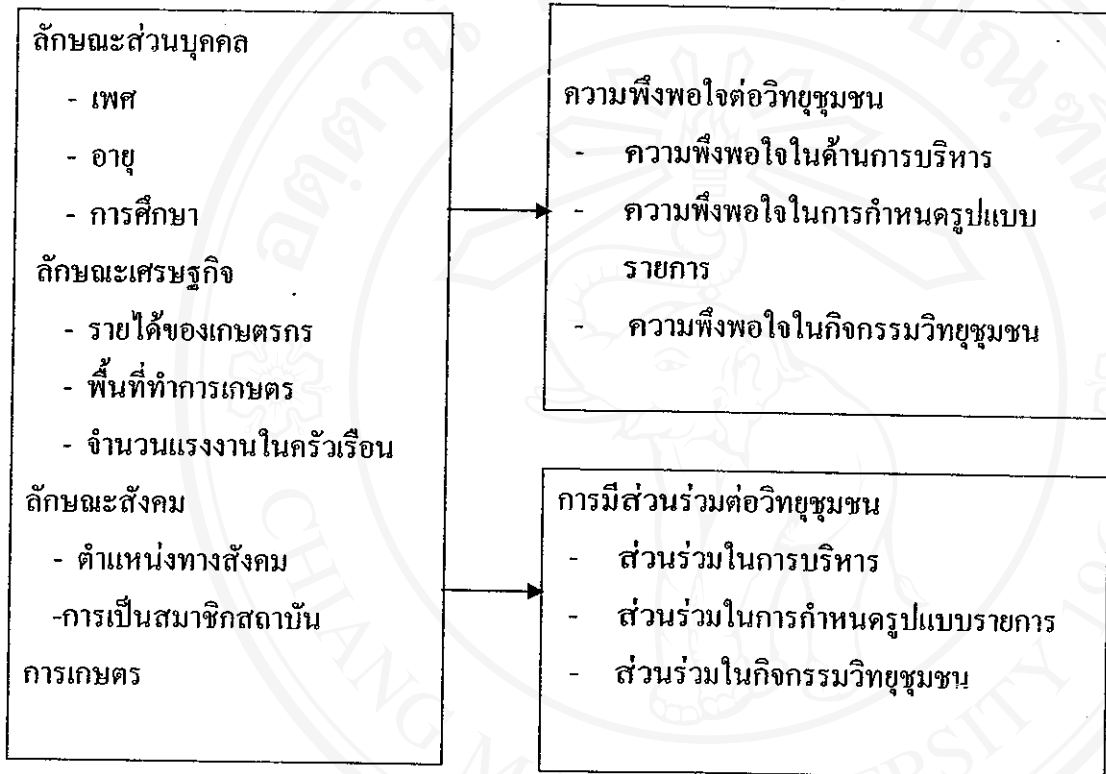 ลักษณะส่วนบุคคล
- เพศ
- อายุ
- การศึกษา
ลักษณะเศรษฐกิจ
- รายได้ของเกษตรกร
- พื้นที่ทำการเกษตร
- จำนวนแรงงานในครัวเรือน
ลักษณะสังคม
- ตำแหน่งทางสังคม
-การเป็นสมาชิกสถาบัน
การเกษตร
ความพึงพอใจต่อวิทยุชุมชน
- ความพึงพอใจในด้านการบริหาร
- ความพึงพอใจในการกำหนดรูปแบบ
รายการ
- ความพึงพอใจในกิจกรรมวิทยุชุมชน
การมีส่วนร่วมต่อวิทยุชุมชน
- ส่วนร่วมในการบริหาร
- ส่วนร่วมในการกำหนดรูปแบบรายการ
- ส่วนร่วมในกิจกรรมวิทยุชุมชน